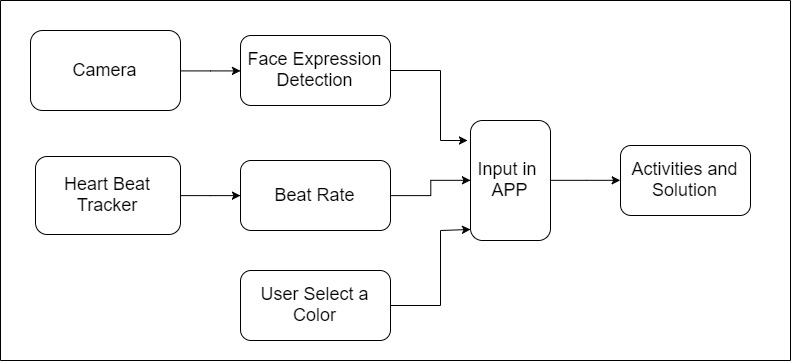 Camera
Face Expression
Detection
Heart Beat
Tracker
Beat Rate
User Select a
Color
Input in
APP
Activities and
Solution